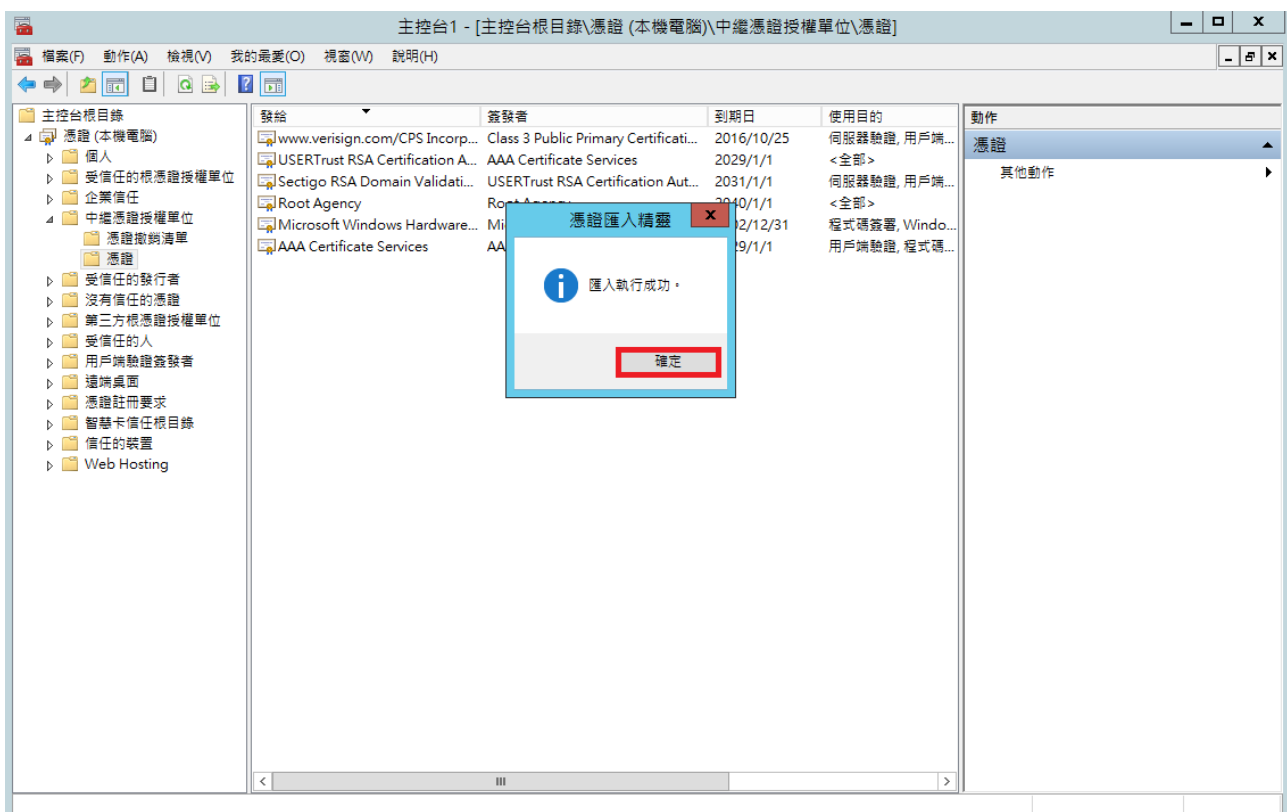 主控台1 - [主控台根目錄\憑證 (本機電腦)\中繼憑證授權單位\憑證]
檔案(F) 動作(A) 檢視(V) 我的最愛(O) 視窗(W) 說明(H)
主控台根目錄
憑證 (本機電腦)
個人
受信任的根憑證授權單位
企業信任
中繼憑證授權單位
憑證撤銷清單
憑證
受信任的發行者
沒有信任的憑證
第三方根憑證授權單位
受信任的人
用戶端驗證簽發者
遠端桌面
憑證註冊要求
智慧卡信任根目錄
信任的裝置
Web Hosting
發給 簽發者 到期日 使用目的
www.verisign.com/CPS Incorp... Class 3 Public Primary Certificati... 2016/10/25 伺服器驗證, 用戶端...
USERTrust RSA Certification A... AAA Certificate Services 2029/1/1 <全部>
Sectigo RSA Domain Validati... USERTrust RSA Certification Aut... 2031/1/1 伺服器驗證, 用戶端...
Root Agency <全部>
Microsoft Windows Hardware... 程式碼簽署, Windo...
AAA Certificate Services 用戶端驗證, 程式碼...
憑證匯入精靈
匯入執行成功。
確定
動作
憑證
其他動作